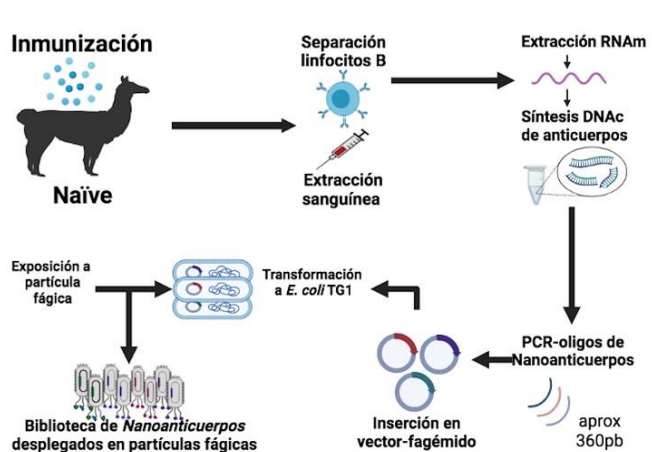 Inmunización
Naïve
Separación
linfocitos B
Extracción
sanguínea
Extracción RNAm
Síntesis DNAc
de anticuerpos
PCR-oligos de
Nanoanticuerpos
aprox
360pb
Inserción en
vector-fagémido
Transformación
a E. coli TG1
Exposición a
partícula
fágica
Biblioteca de Nanoanticuerpos
desplegados en partículas fágicas